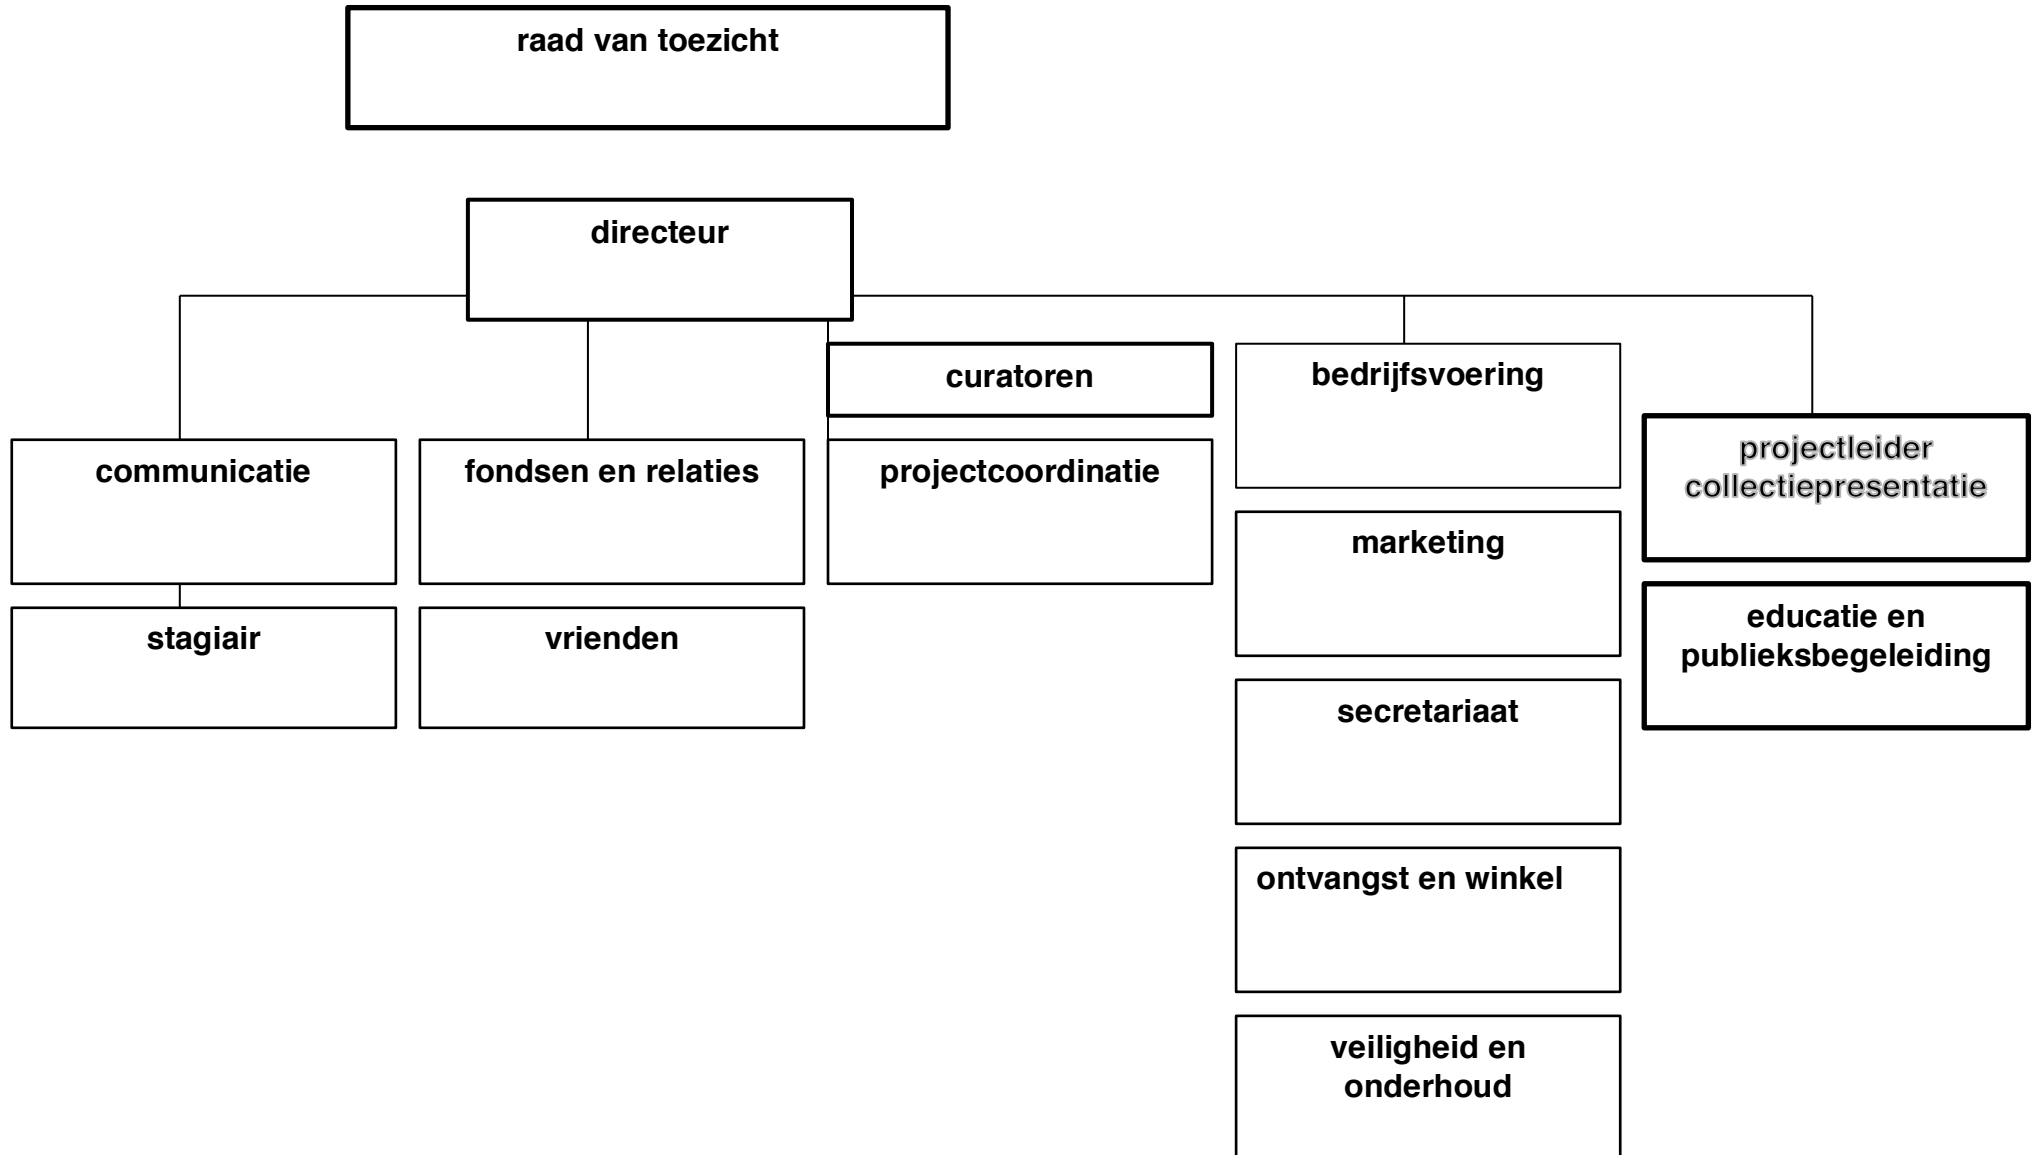 raad van toezicht
directeur
curatoren
bedrijfsvoering
communicatie
fondsen en relaties
projectcoordinatie
projectleider
collectiepresentatie
marketing
stagiair
vrienden
educatie en
publieksbegeleiding
secretariaat
ontvangst en winkel
veiligheid en
onderhoud